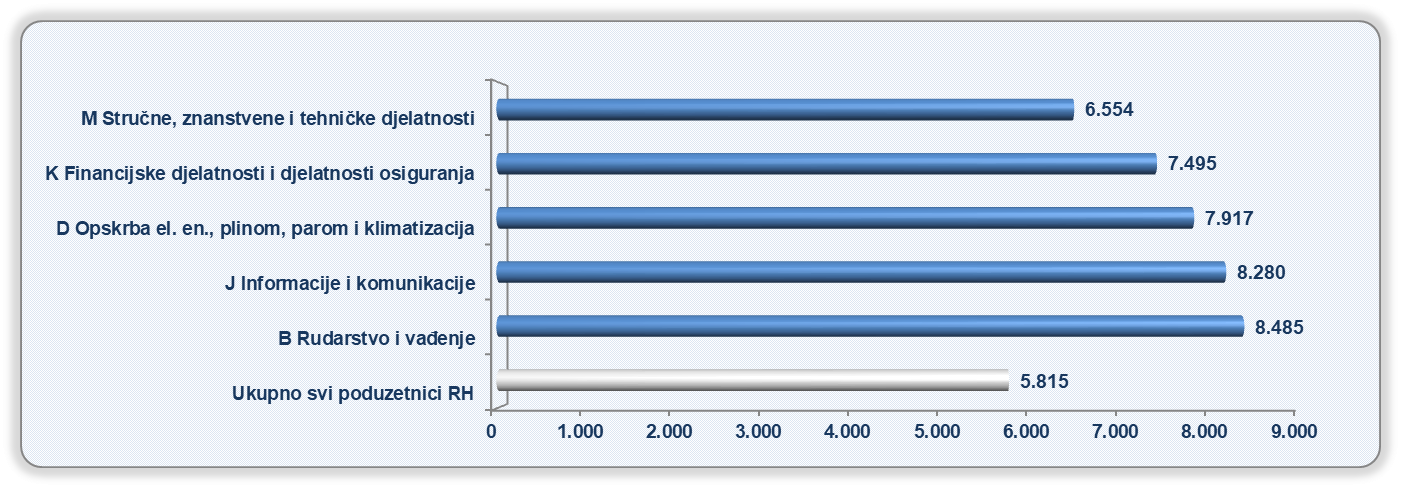 M Stručne, znanstvene i tehničke djelatnosti 6.554
K Financijske djelatnosti i djelatnosti osiguranja 7.495
D Opskrba el. en., plinom, parom i klimatizacija 7.917
J Informacije i komunikacije 8.280
B Rudarstvo i vađenje 8.485
Ukupno svi poduzetnici RH 5.815
0 1.000 2.000 3.000 4.000 5.000 6.000 7.000 8.000 9.000